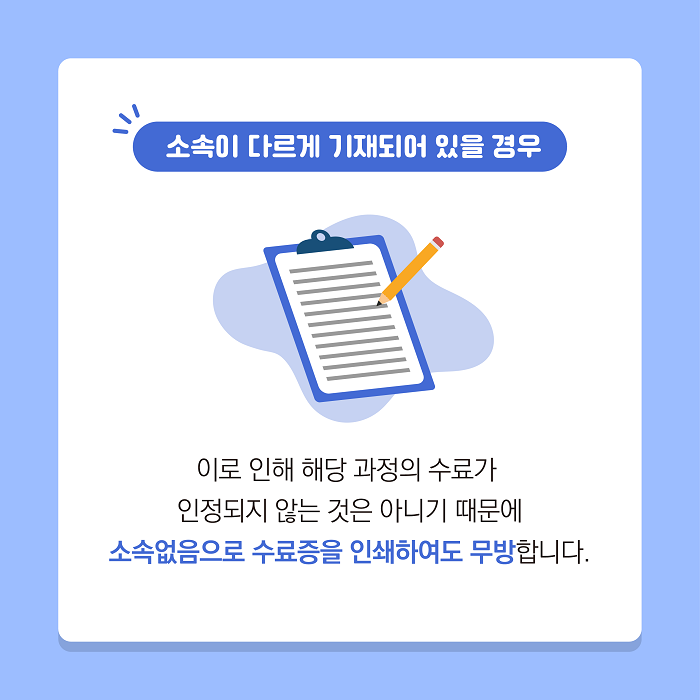 소속이 다르게 기재되어 있을 경우
이로 인해 해당 과정의 수료가
인정되지 않는 것은 아니기 때문에
소속없음으로 수료증을 인쇄하여도 무방합니다.